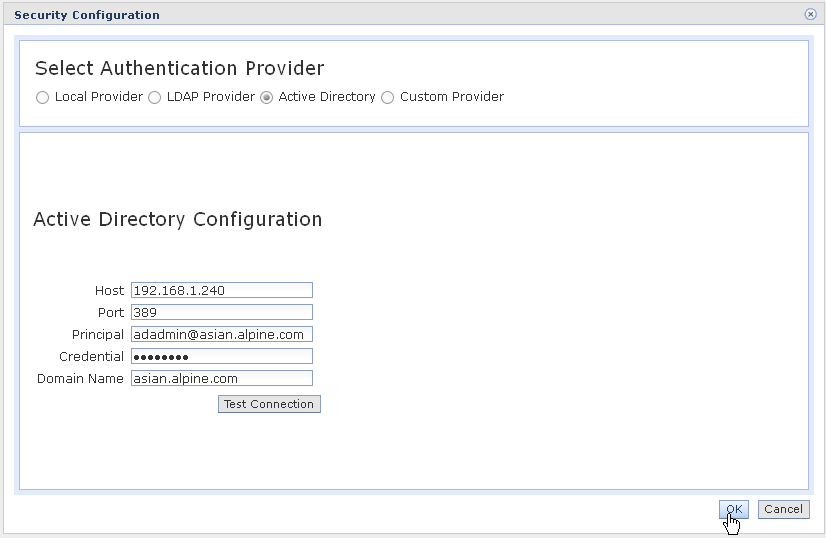 Security Configuration
Select Authentication Provider
Local Provider LDAP Provider Active Directory Custom Provider
Active Directory Configuration
Host 192.168.1.240
Port 389
Principal adadmin@asian.alpine.com
Credential ●●●●●●●●
Domain Name asian.alpine.com
Test Connection
OK Cancel